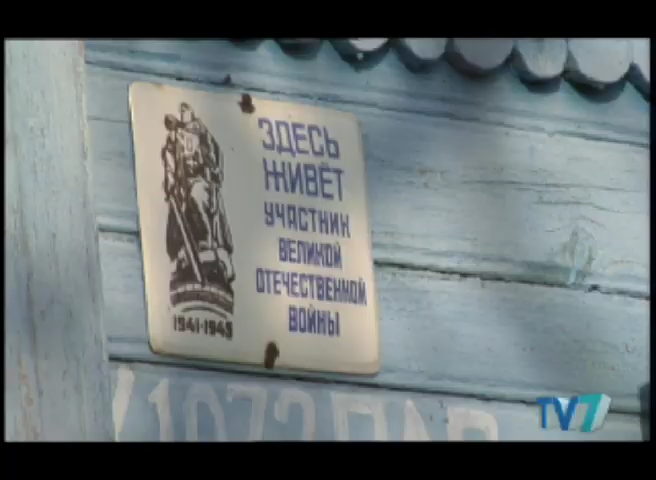 ЗДЕСЬ
ЖИВЁТ
УЧАСТНИК
ВЕЛИКОЙ
ОТЕЧЕСТВЕННОЙ
ВОЙНЫ
1941-1945
TV7